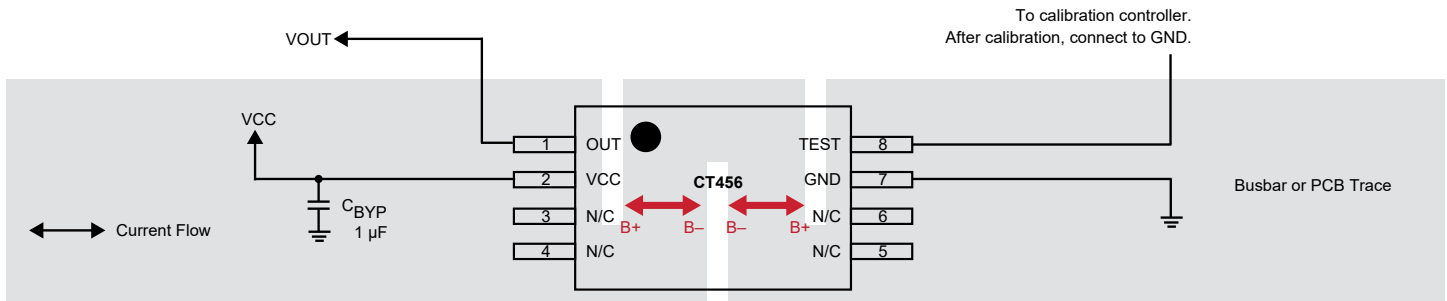 To calibration controller.
After calibration, connect to GND.
VOUT
VCC
1 OUT
TEST 8
2 VCC
CT456
GND 7
Busbar or PCB Trace
CBYP
1 µF
3 N/C
N/C 6
B+ B– B– B+
Current Flow
4 N/C
N/C 5